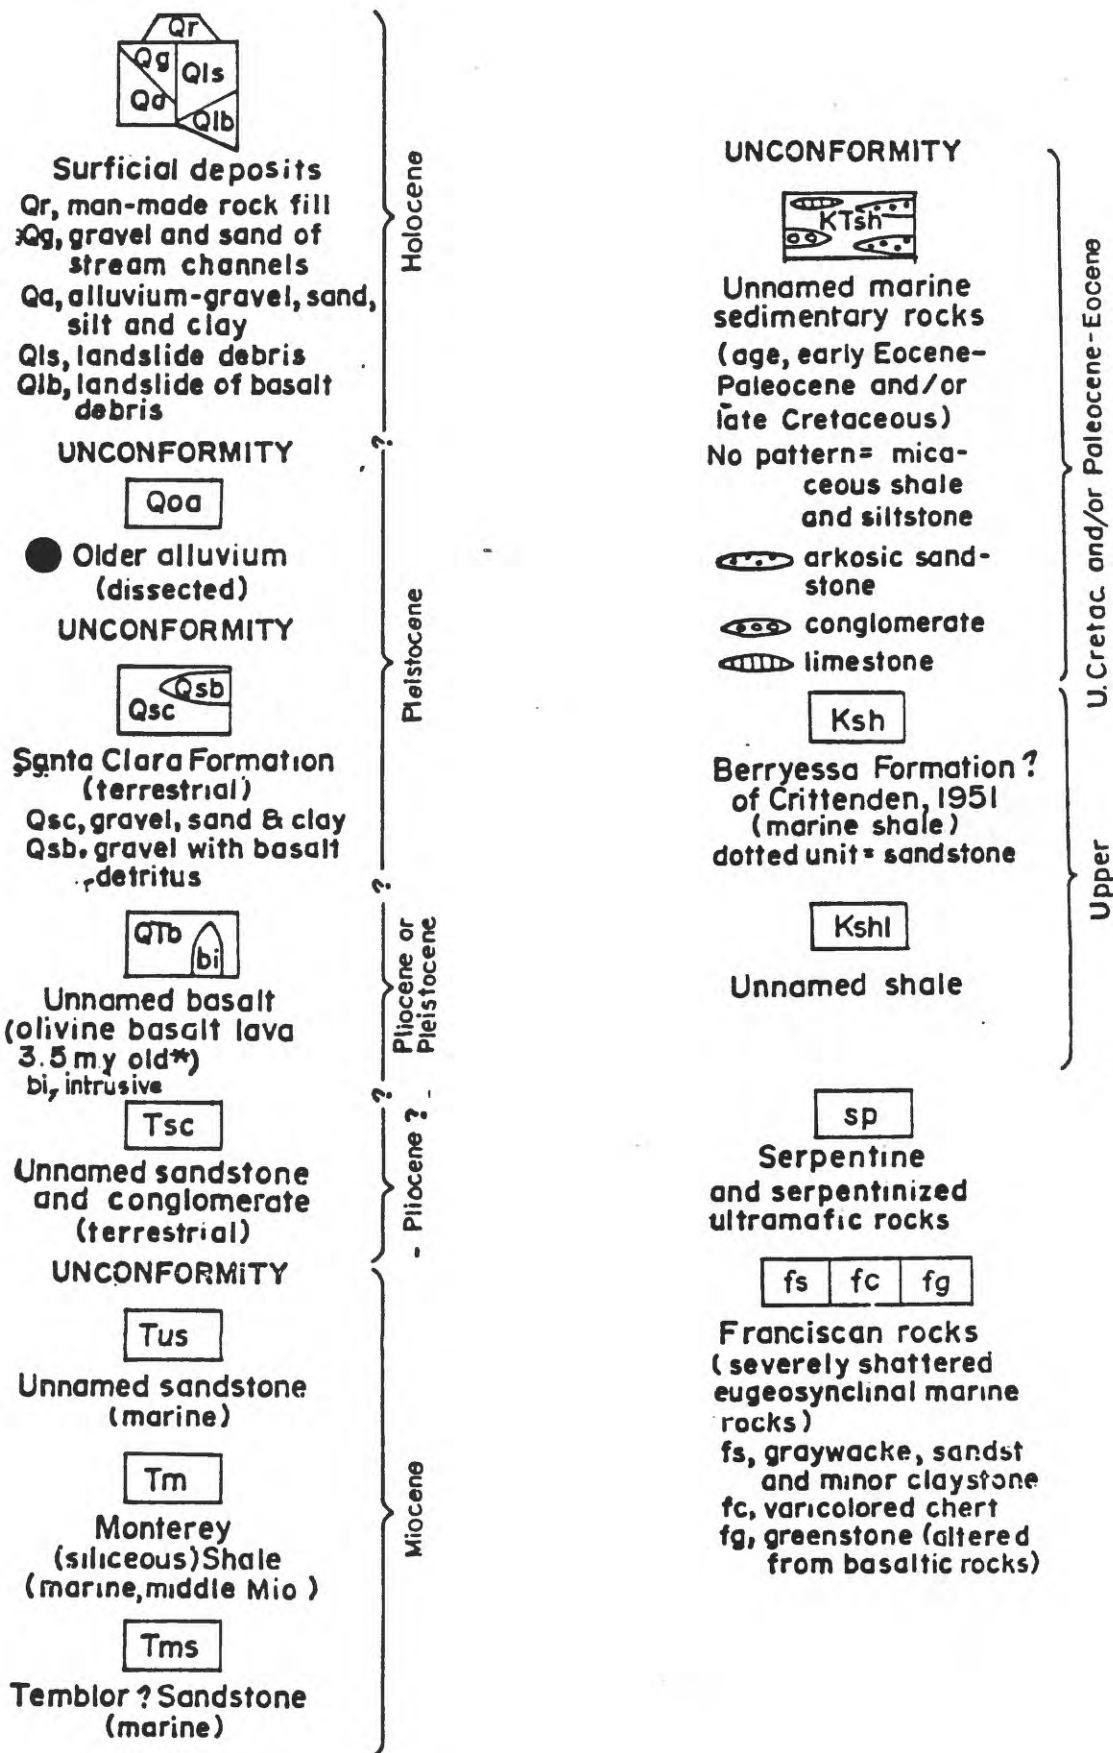 Qr
Qg
Qls
Qa
Qlb
Surficial deposits
Qr, man-made rock fill
Qg, gravel and sand of
stream channels
Qa, alluvium-gravel, sand,
silt and clay
Qls, landslide debris
Qlb, landslide of basalt
debris
Holocene
UNCONFORMITY
?
Qoa
Older alluvium
(dissected)
UNCONFORMITY
Qsb
Qsc
Santa Clara Formation
(terrestrial)
Qsc, gravel, sand & clay
Qsb, gravel with basalt
detritus
Pleistocene
?
QTb
bi
Unnamed basalt
(olivine basalt lava
3.5 m.y old*)
bi, intrusive
Pliocene or
Pleistocene
?
Tsc
Unnamed sandstone
and conglomerate
(terrestrial)
- Pliocene ? -
UNCONFORMITY
Tus
Unnamed sandstone
(marine)
Tm
Monterey
(siliceous) Shale
(marine, middle Mio )
Tms
Temblor ? Sandstone
(marine)
Miocene
UNCONFORMITY
KTsh
Unnamed marine
sedimentary rocks
(age, early Eocene-
Paleocene and/or
late Cretaceous)
No pattern= mica-
ceous shale
and siltstone
arkosic sand-
stone
conglomerate
limestone
U. Cretac. and/or Paleocene-Eocene
Ksh
Berryessa Formation ?
of Crittenden, 1951
(marine shale)
dotted unit = sandstone
Kshl
Unnamed shale
Upper
sp
Serpentine
and serpentinized
ultramafic rocks
fs
fc
fg
Franciscan rocks
(severely shattered
eugeosynclinal marine
rocks)
fs, graywacke, sandst
and minor claystone
fc, varicolored chert
fg, greenstone (altered
from basaltic rocks)